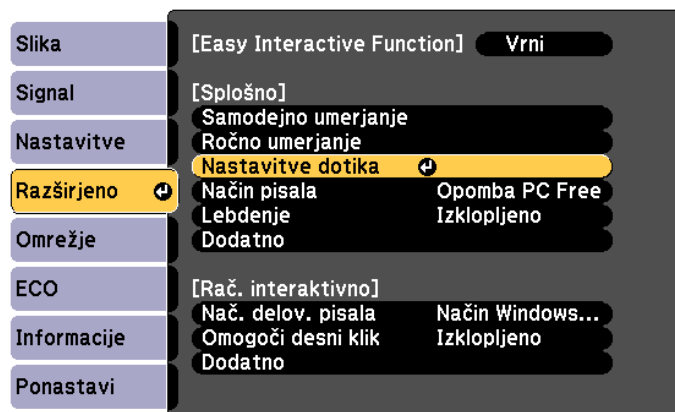 Slika
Signal
Nastavitve
Razširjeno
Omrežje
ECO
Informacije
Ponastavi
[Easy Interactive Function] Vrni
[Splošno]
Samodejno umerjanje
Ročno umerjanje
Nastavitve dotika
Način pisala Opomba PC Free
Lebdenje Izklopljeno
Dodatno
[Rač. interaktivno]
Nač. delov. pisala Način Windows...
Omogoči desni klik Izklopljeno
Dodatno